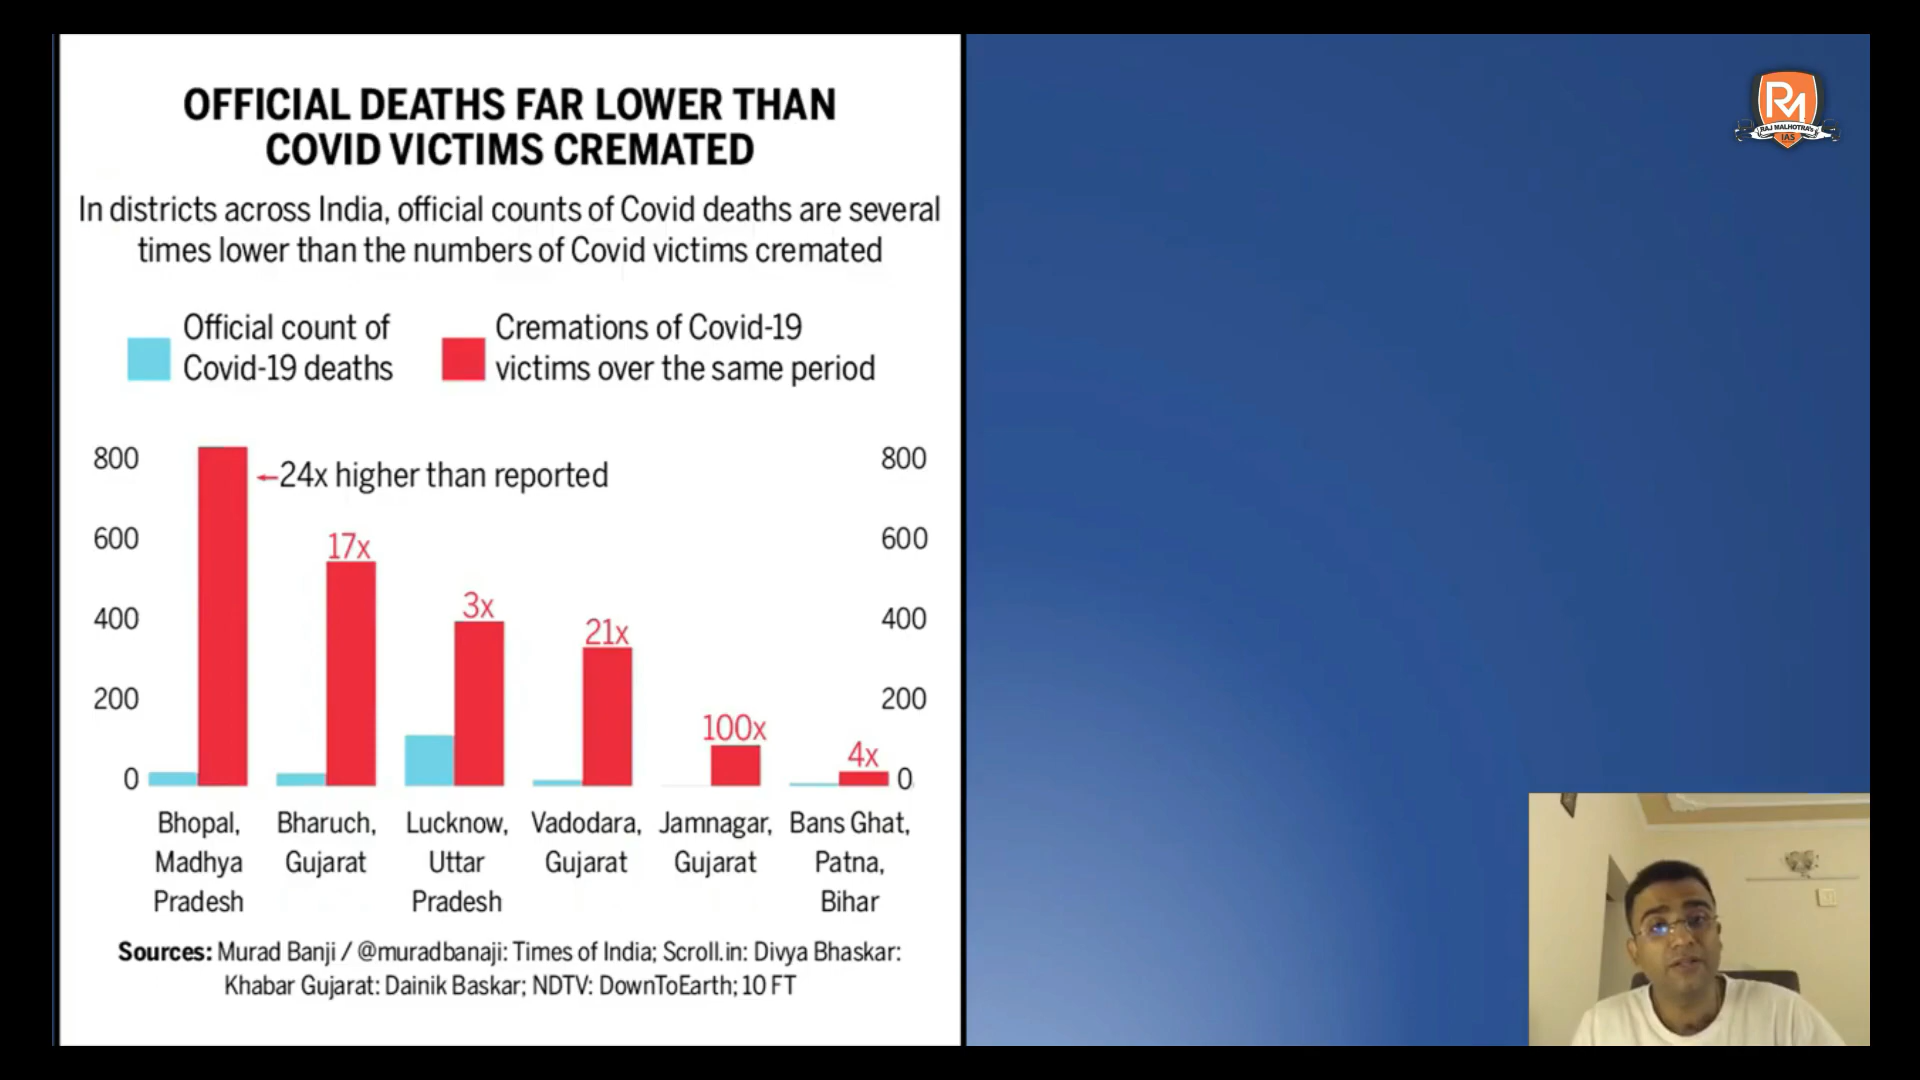 OFFICIAL DEATHS FAR LOWER THAN
COVID VICTIMS CREMATED
In districts across India, official counts of Covid deaths are several
times lower than the numbers of Covid victims cremated
Official count of
Covid-19 deaths
Cremations of Covid-19
victims over the same period
800
600
400
200
0
24x higher than reported
17x
3x
21x
100x
4x
800
600
400
200
0
Bhopal,
Madhya
Pradesh
Bharuch,
Gujarat
Lucknow,
Uttar
Pradesh
Vadodara,
Gujarat
Jamnagar,
Gujarat
Bans Ghat,
Patna,
Bihar
Sources: Murad Banji / @muradbanaji: Times of India; Scroll.in: Divya Bhaskar:
Khabar Gujarat: Dainik Baskar; NDTV: DownToEarth; 10 FT
RM
RAJ MALHOTRA'S
IAS